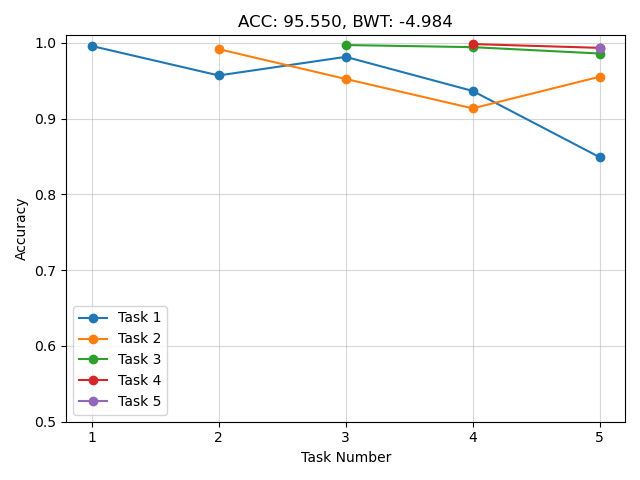 ACC: 95.550, BWT: -4.984
1.0
0.9
0.8
0.7
0.6
0.5
Accuracy
Task 1
Task 2
Task 3
Task 4
Task 5
1 2 3 4 5
Task Number